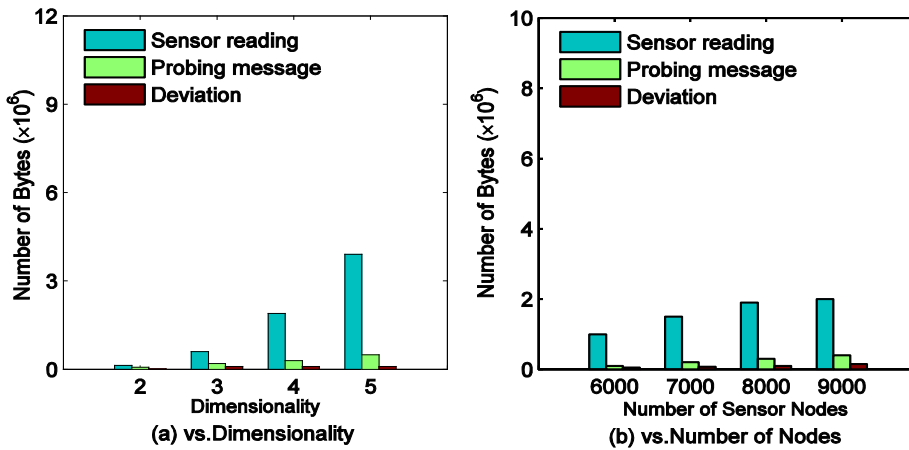 12
9
6
3
0
Number of Bytes (×10^6)
Sensor reading
Probing message
Deviation
2 3 4 5
Dimensionality
(a) vs.Dimensionality
10
8
6
4
2
0
Number of Bytes (×10^6)
Sensor reading
Probing message
Deviation
6000 7000 8000 9000
Number of Sensor Nodes
(b) vs.Number of Nodes